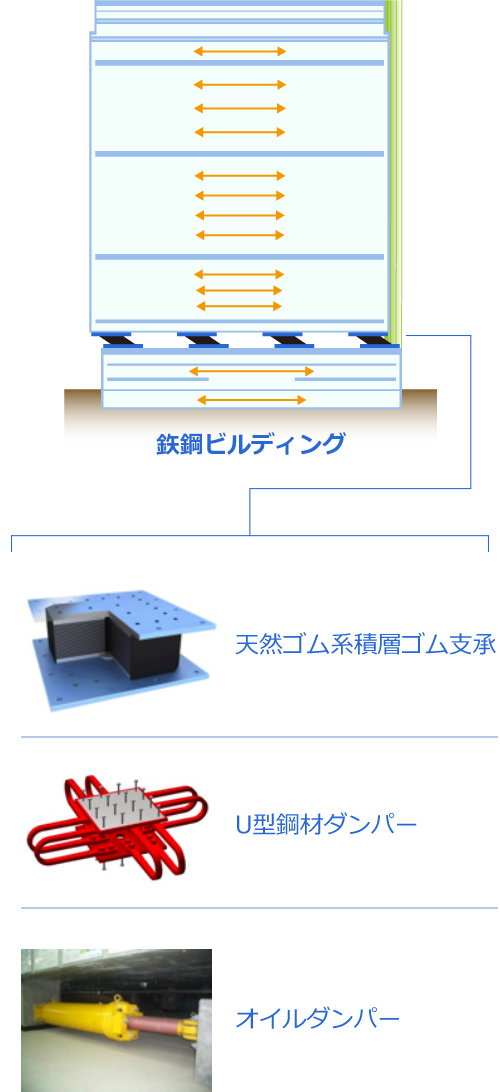 鉃鋼ビルディング
天然ゴム系積層ゴム支承
U型鋼材ダンパー
オイルダンパー